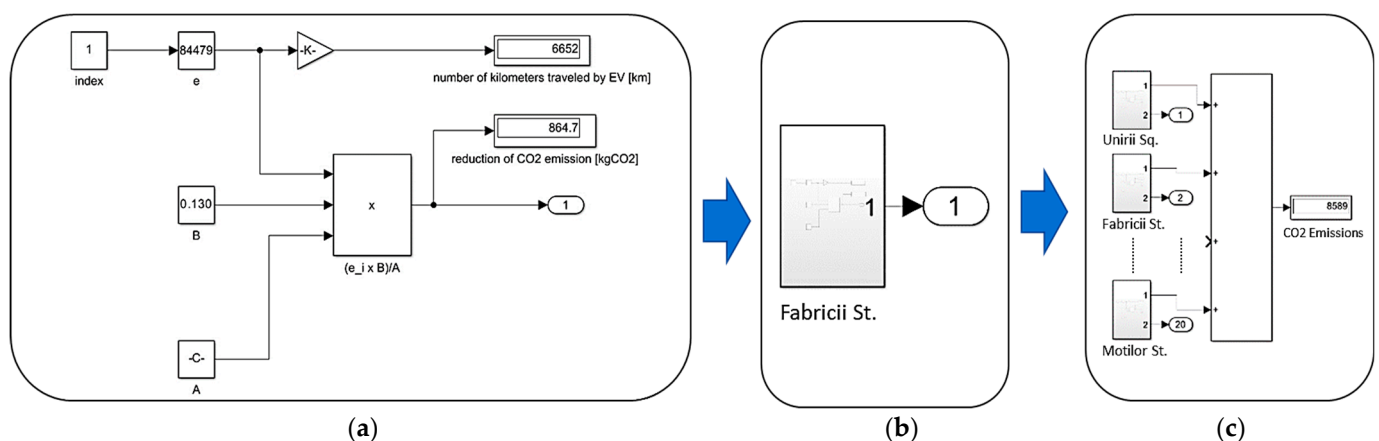 1
index
84479
e
-K-
6652
number of kilometers traveled by EV [km]
864.7
reduction of CO2 emission [kgCO2]
0.130
B
x
(e_i x B)/A
1
-C-
A
(a)
1
1
Fabricii St.
(b)
1
2
1
Unirii Sq.
1
2
2
Fabricii St.
1
2
20
Motilor St.
+
+
+
+
8589
CO2 Emissions
(c)